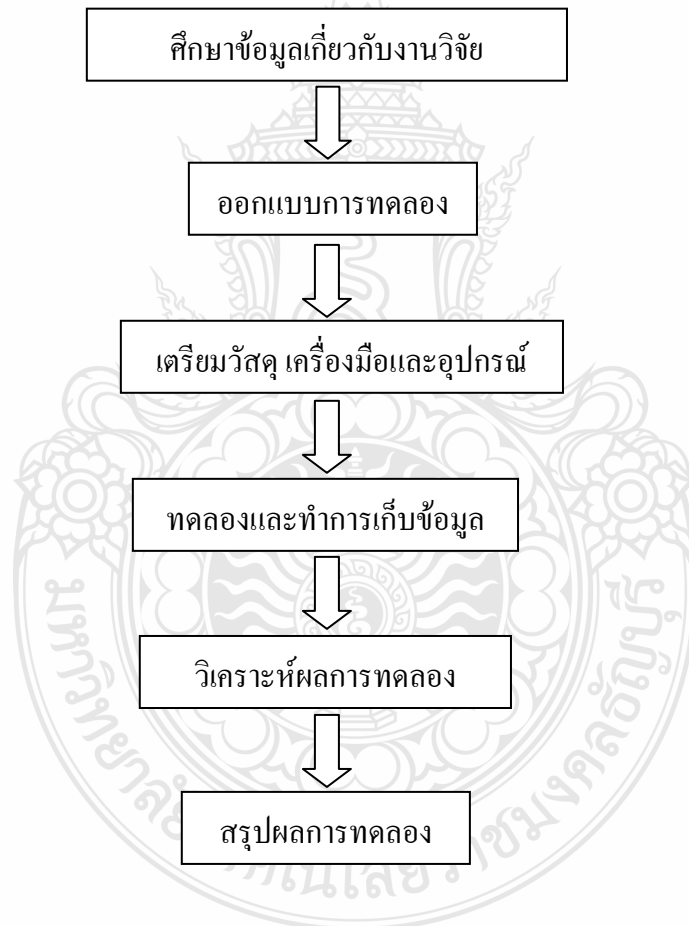 ศึกษาข้อมูลเกี่ยวกับงานวิจัย
ออกแบบการทดลอง
เตรียมวัสดุ เครื่องมือและอุปกรณ์
ทดลองและทำการเก็บข้อมูล
วิเคราะห์ผลการทดลอง
สรุปผลการทดลอง